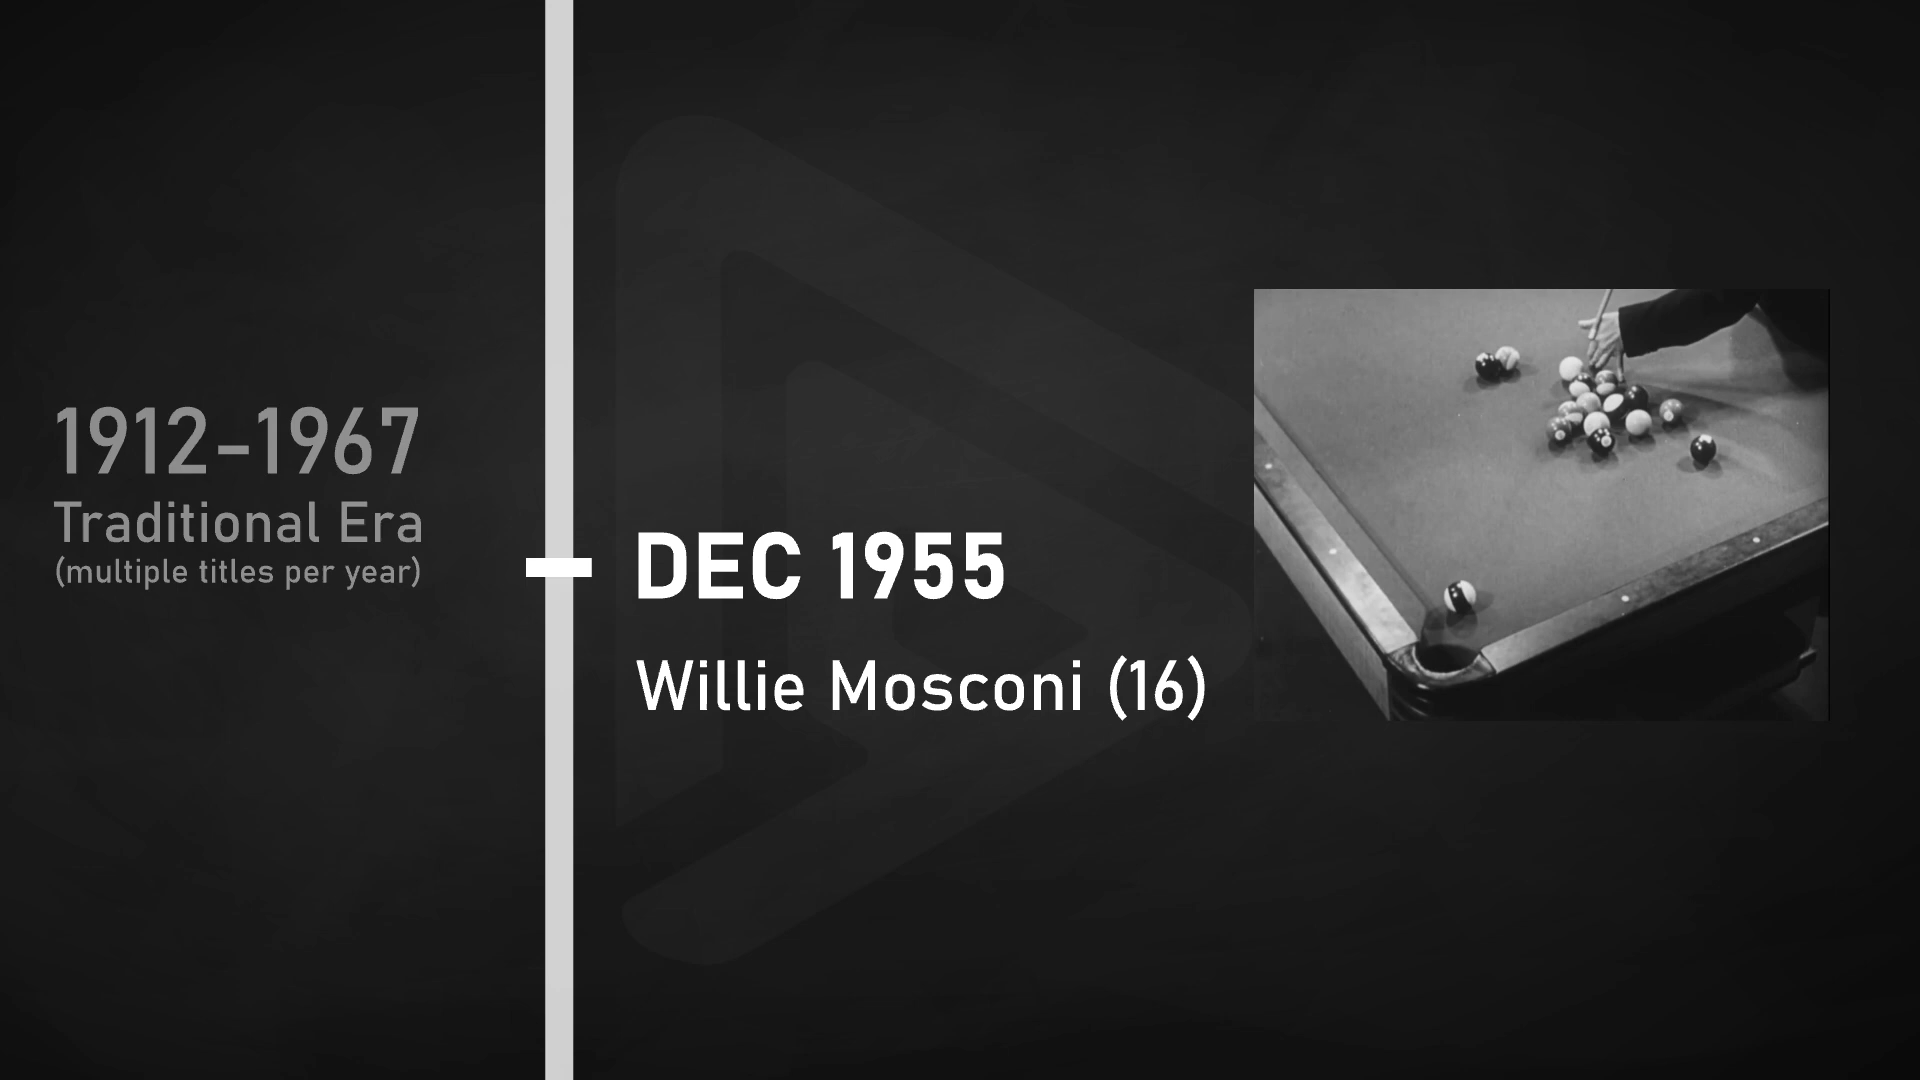 1912-1967
Traditional Era
(multiple titles per year)
DEC 1955
Willie Mosconi (16)